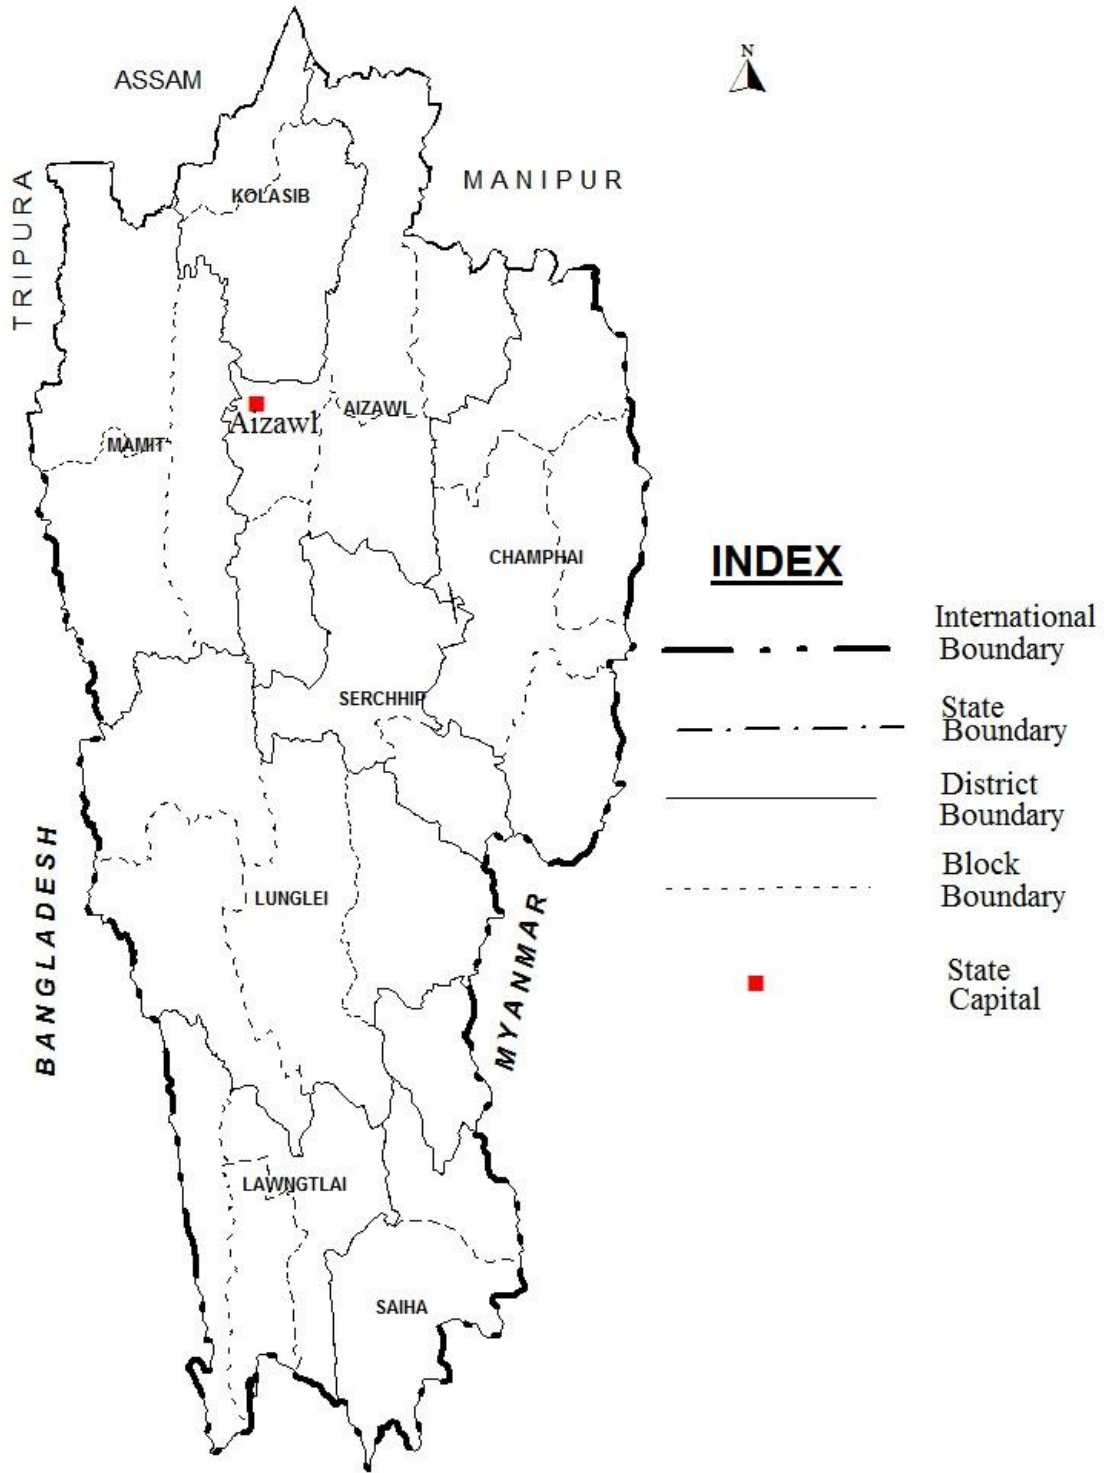 N
ASSAM
MANIPUR
TRIPURA
KOLASIB
AIZAWL
Aizawl
MAMIT
CHAMPHAI
INDEX
International
Boundary
State
Boundary
District
Boundary
Block
Boundary
State
Capital
SERCHHIP
BANGLADESH
LUNGLEI
MYANMAR
LAWNGTLAI
SAIHA